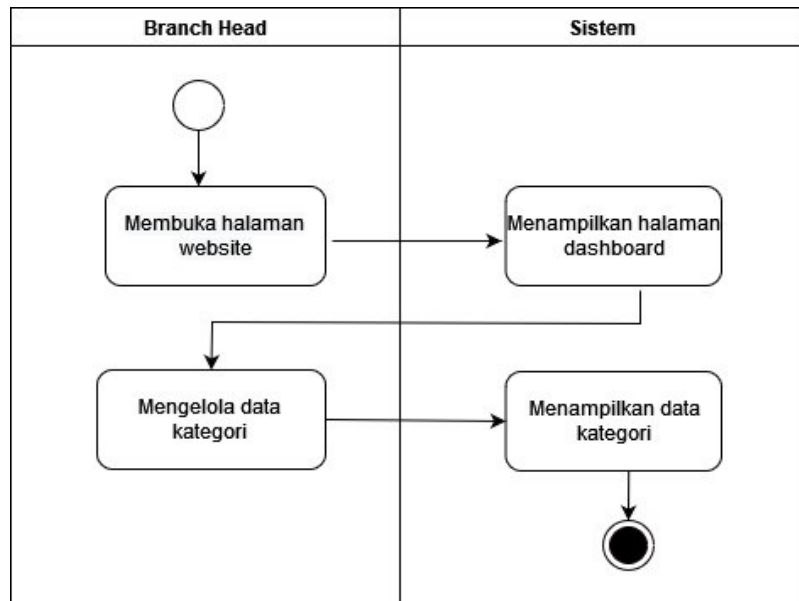 Branch Head
Sistem
Membuka halaman
website
Menampilkan halaman
dashboard
Mengelola data
kategori
Menampilkan data
kategori